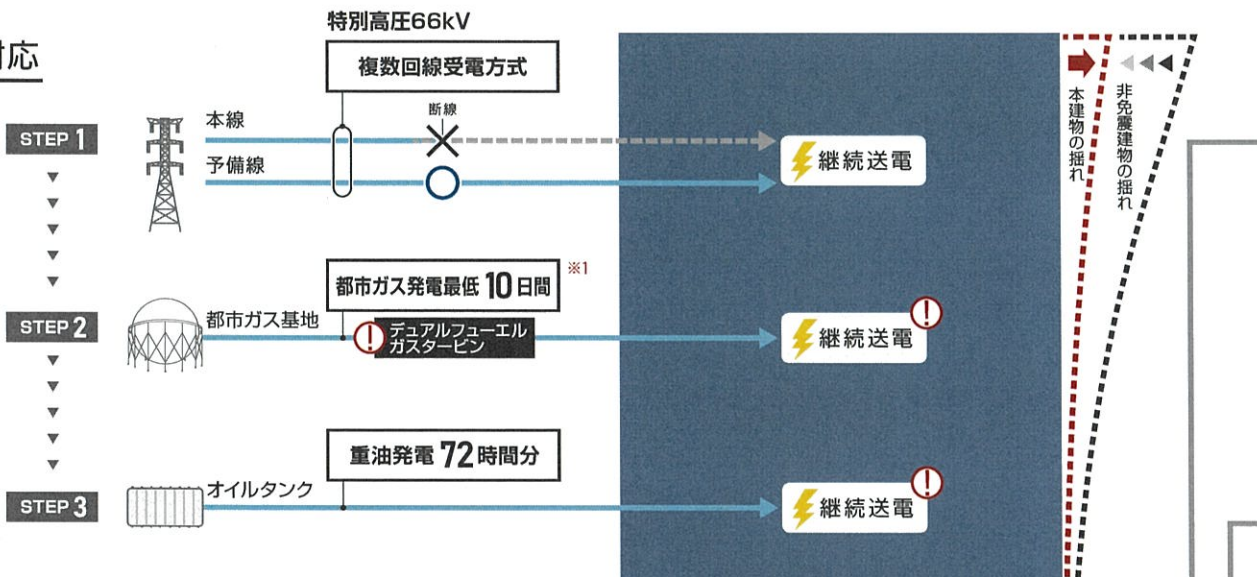 対応
特別高圧66kV
複数回線受電方式
STEP 1
本線
断線
予備線
継続送電
本建物の揺れ
非免震建物の揺れ
都市ガス発電最低10日間
※1
STEP 2
都市ガス基地
!
デュアルフューエル
ガスタービン
継続送電
!
重油発電72時間分
STEP 3
オイルタンク
継続送電
!